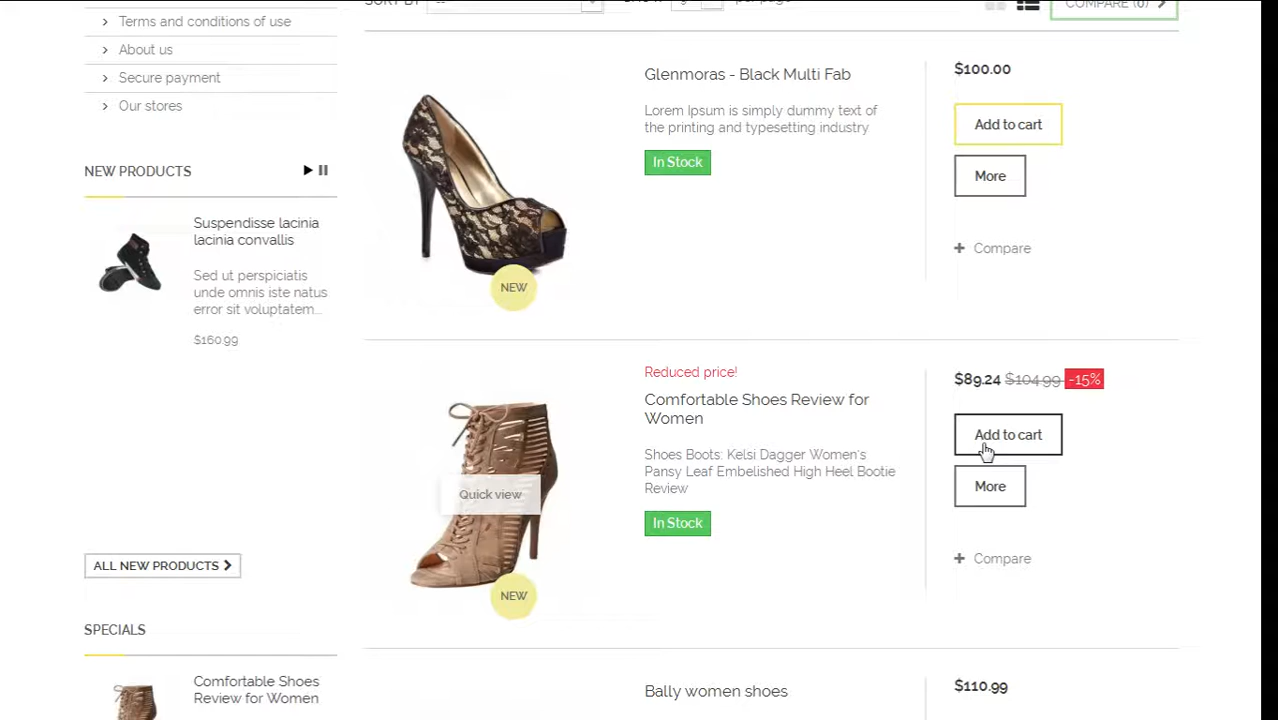 SORT BY
--
per page
COMPARE (0)
Terms and conditions of use
About us
Secure payment
Our stores
NEW PRODUCTS
Suspendisse lacinia
lacinia convallis
Sed ut perspiciatis
unde omnis iste natus
error sit voluptatem...
$160.99
ALL NEW PRODUCTS
SPECIALS
Comfortable Shoes
Review for Women
Glenmoras - Black Multi Fab
Lorem Ipsum is simply dummy text of
the printing and typesetting industry
In Stock
NEW
$100.00
Add to cart
More
Compare
Reduced price!
Comfortable Shoes Review for
Women
Shoes Boots: Kelsi Dagger Women's
Pansy Leaf Embelished High Heel Bootie
Review
In Stock
Quick view
NEW
$89.24 $104.99 -15%
Add to cart
More
Compare
Bally women shoes
$110.99